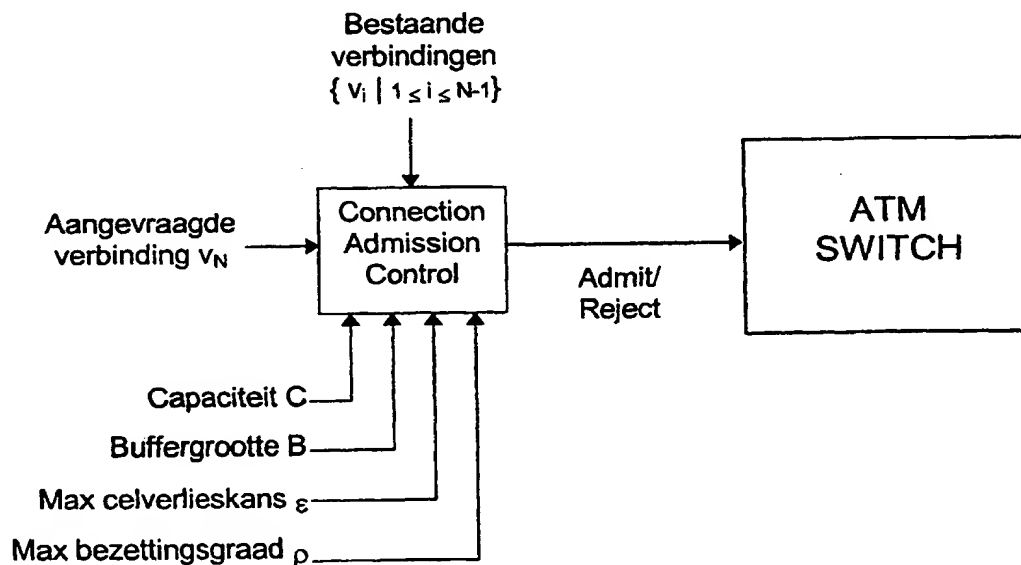 Bestaande
verbindingen
{ Vi | 1 ≤ i ≤ N-1}
Aangevraagde
verbinding vN
Connection
Admission
Control
Admit/
Reject
ATM
SWITCH
Capaciteit C
Buffergrootte B
Max celverlieskans ε
Max bezettingsgraad ρ